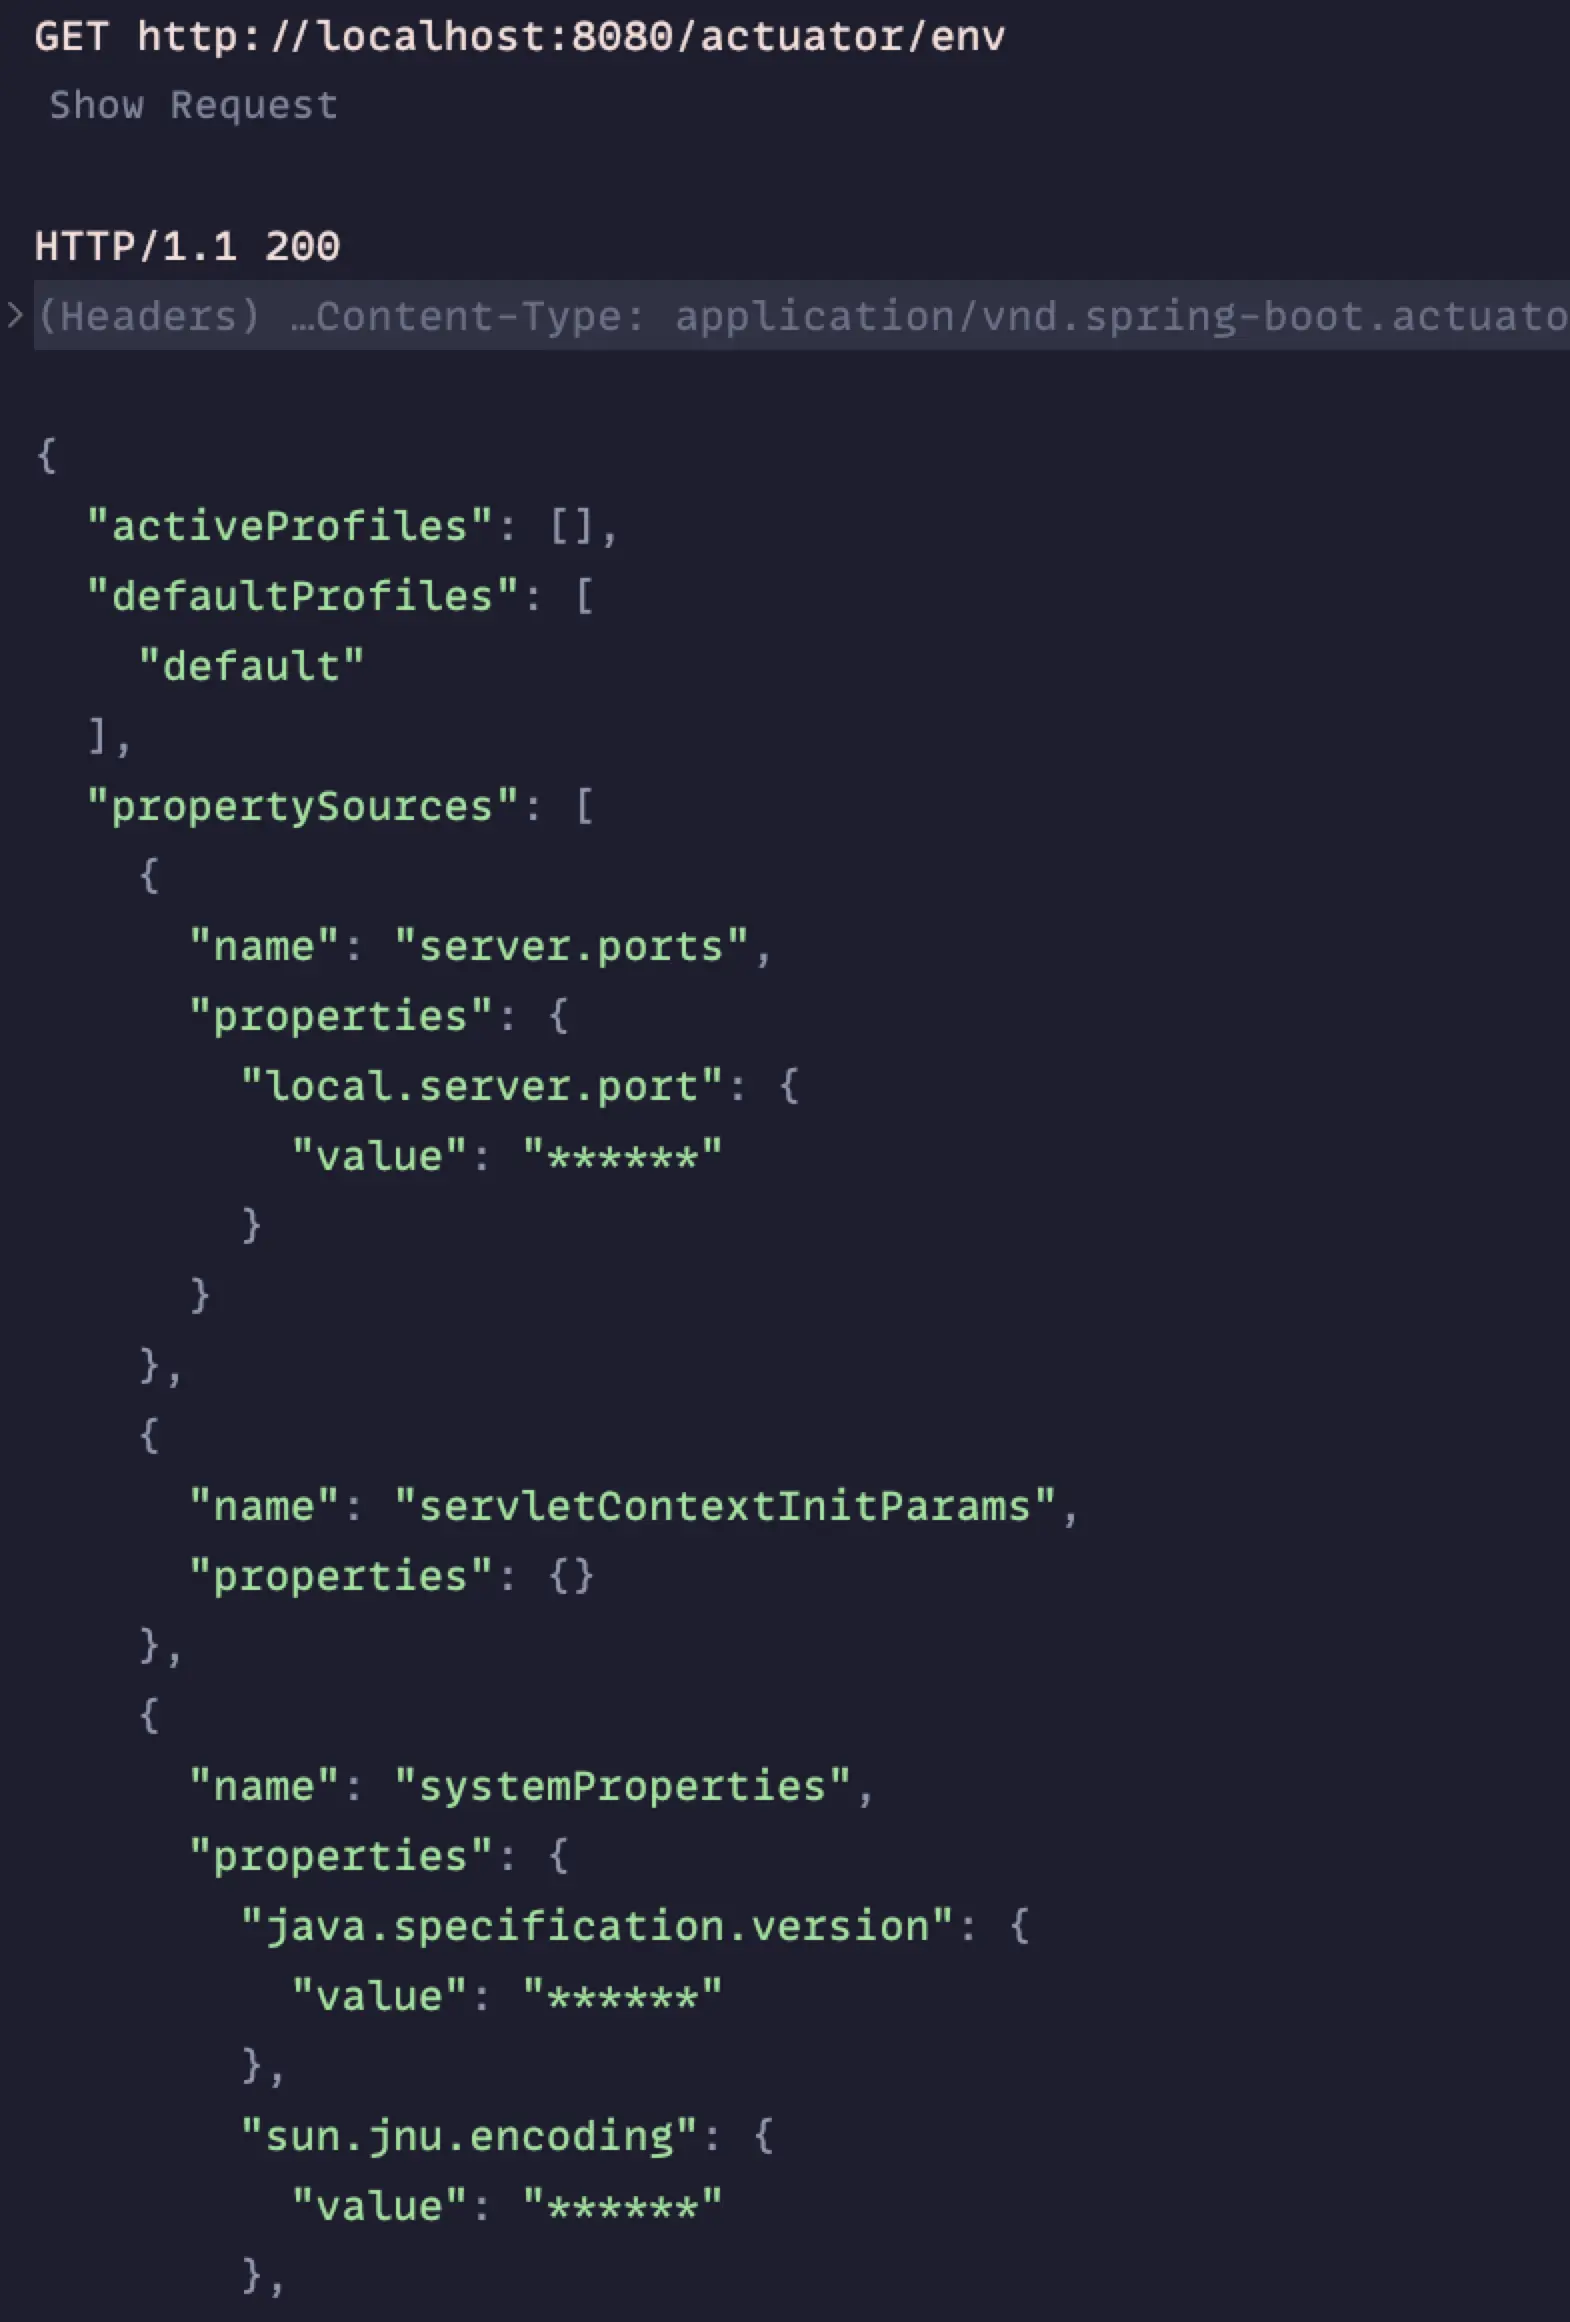 GET http://localhost:8080/actuator/env
Show Request
HTTP/1.1 200
> (Headers) …Content-Type: application/vnd.spring-boot.actuato
{
  "activeProfiles": [],
  "defaultProfiles": [
    "default"
  ],
  "propertySources": [
    {
      "name": "server.ports",
      "properties": {
        "local.server.port": {
          "value": "******"
        }
      }
    },
    {
      "name": "servletContextInitParams",
      "properties": {}
    },
    {
      "name": "systemProperties",
      "properties": {
        "java.specification.version": {
          "value": "******"
        },
        "sun.jnu.encoding": {
          "value": "******"
        },